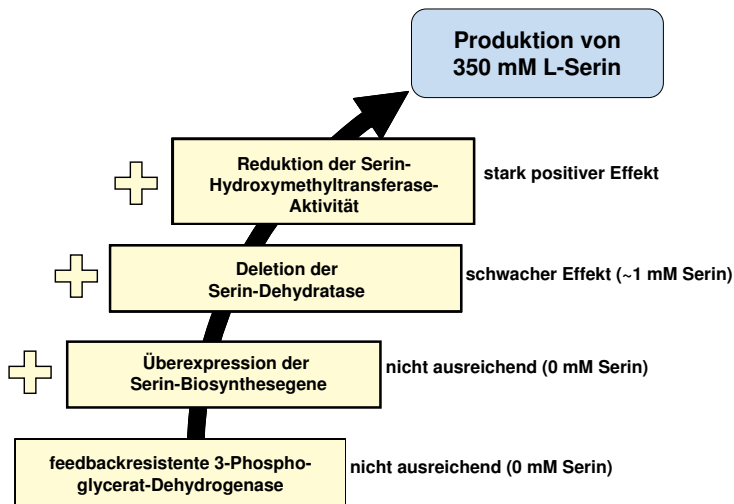 Produktion von
350 mM L-Serin
Reduktion der Serin-
Hydroxymethyltransferase-
Aktivität
stark positiver Effekt
Deletion der
Serin-Dehydratase
schwacher Effekt (~1 mM Serin)
Überexpression der
Serin-Biosynthesegene
nicht ausreichend (0 mM Serin)
feedbackresistente 3-Phospho-
glycerat-Dehydrogenase
nicht ausreichend (0 mM Serin)